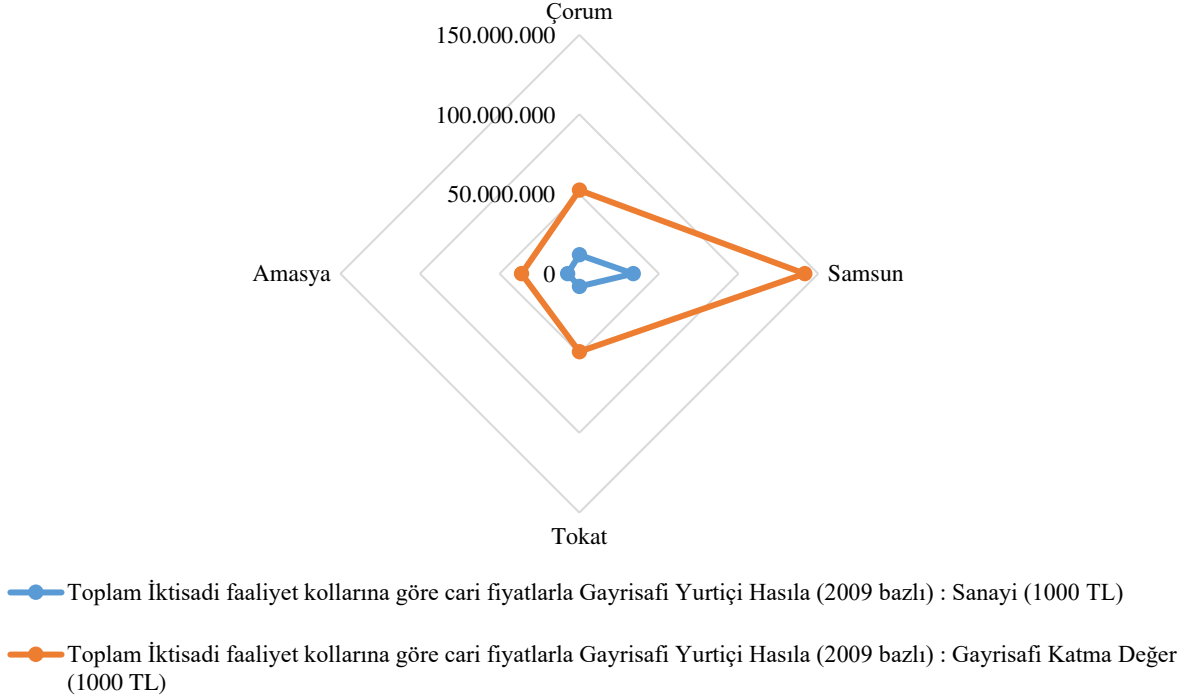 Çorum
150.000.000
100.000.000
50.000.000
Amasya
0
Samsun
Tokat
Toplam İktisadi faaliyet kollarına göre cari fiyatlarla Gayrisafi Yurtiçi Hasıla (2009 bazlı) : Sanayi (1000 TL)
Toplam İktisadi faaliyet kollarına göre cari fiyatlarla Gayrisafi Yurtiçi Hasıla (2009 bazlı) : Gayrisafi Katma Değer
(1000 TL)